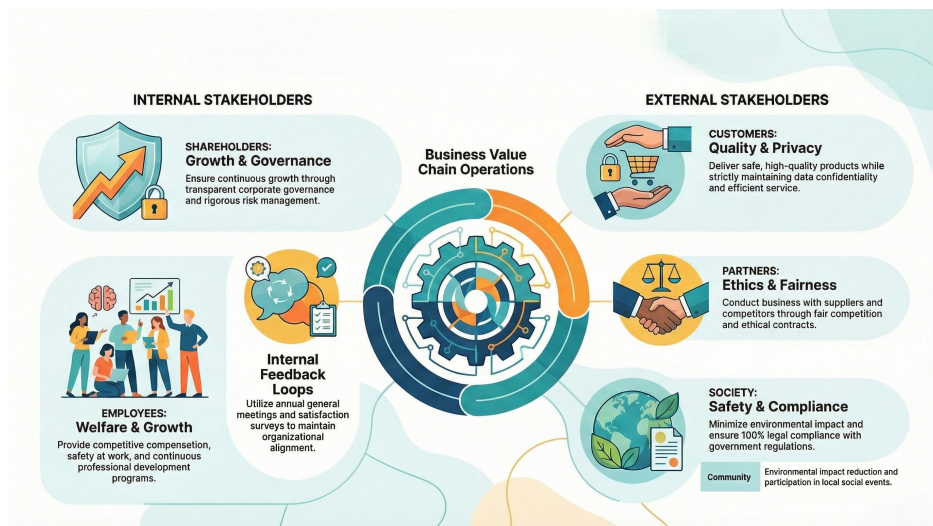 INTERNAL STAKEHOLDERS
SHAREHOLDERS:
Growth & Governance
Ensure continuous growth through
transparent corporate governance
and rigorous risk management.
EMPLOYEES:
Welfare & Growth
Provide competitive compensetion,
safety at work, and continuous
professional development
programs.
Internal
Feedback
Loops
Utilize annual general
meetings and satisfaction
surveys to maintain
organizational
alignment.
Business Value
Chain Operations
EXTERNAL STAKEHOLDERS
CUSTOMERS:
Quality & Privacy
Deliver safe, high-quality products while
strictly maintaining data confidentiality
and efficient service.
PARTNERS:
Ethics & Fairness
Conduct business with suppliers and
competitors through fair competition
and ethical contracts.
SOCIETY:
Safety & Compliance
Minimize environmental impact and
ensure 100% legal compliance with
government regulations.
Community
Environmental impact reduction and
participation in local social events.